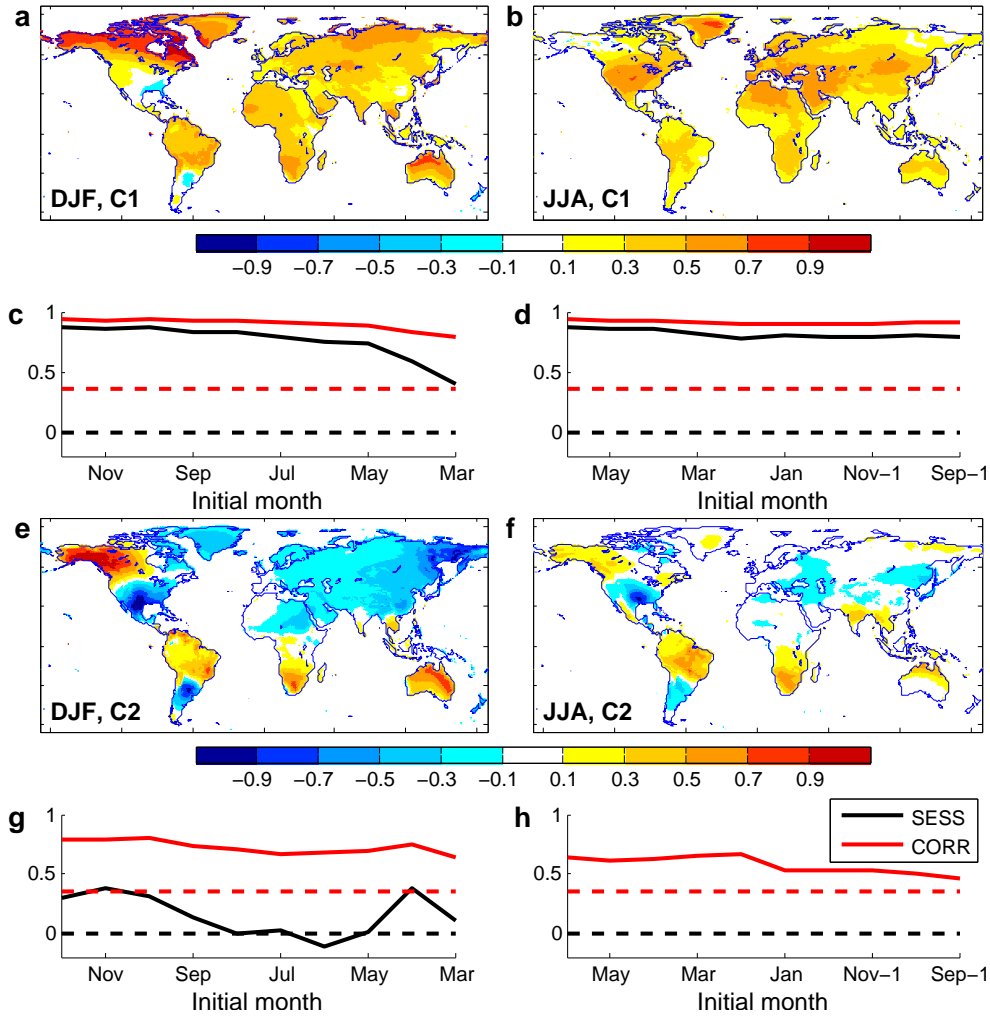 a
b
DJF, C1
JJA, C1
−0.9 −0.7 −0.5 −0.3 −0.1 0.1 0.3 0.5 0.7 0.9
c
d
1
0.5
0
Nov Sep Jul May Mar
Initial month
May Mar Jan Nov−1 Sep−1
Initial month
e
f
DJF, C2
JJA, C2
−0.9 −0.7 −0.5 −0.3 −0.1 0.1 0.3 0.5 0.7 0.9
g
h
1
0.5
0
Nov Sep Jul May Mar
Initial month
1
0.5
0
SESS
CORR
May Mar Jan Nov−1 Sep−1
Initial month